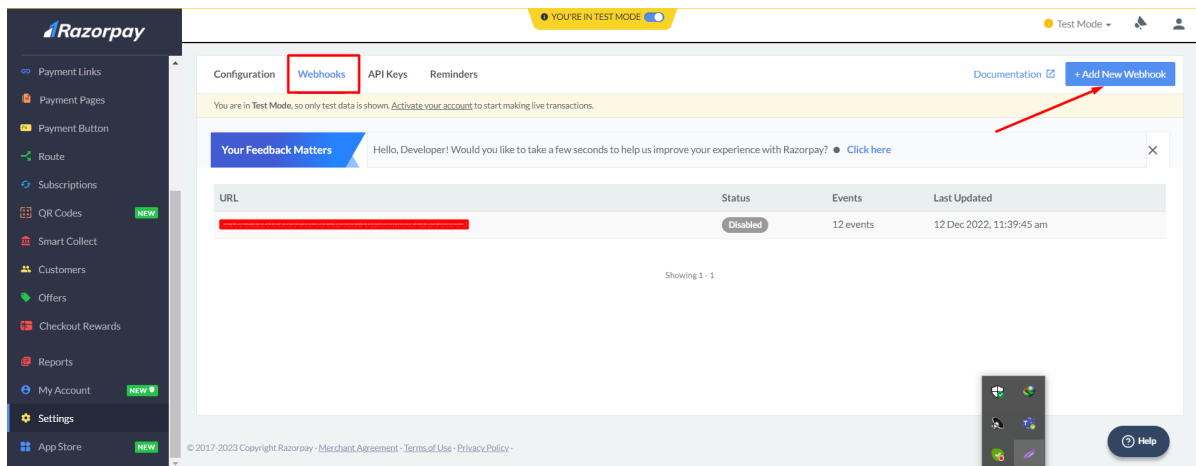 Razorpay
YOU'RE IN TEST MODE
Test Mode
Payment Links
Payment Pages
Payment Button
Route
Subscriptions
QR Codes NEW
Smart Collect
Customers
Offers
Checkout Rewards
Reports
My Account NEW
Settings
App Store NEW
Configuration Webhooks API Keys Reminders Documentation + Add New Webhook
You are in Test Mode, so only test data is shown. Activate your account to start making live transactions.
Your Feedback Matters Hello, Developer! Would you like to take a few seconds to help us improve your experience with Razorpay? Click here
URL Status Events Last Updated
Disabled 12 events 12 Dec 2022, 11:39:45 am
Showing 1 - 1
© 2017-2023 Copyright Razorpay · Merchant Agreement · Terms of Use · Privacy Policy ·
Help